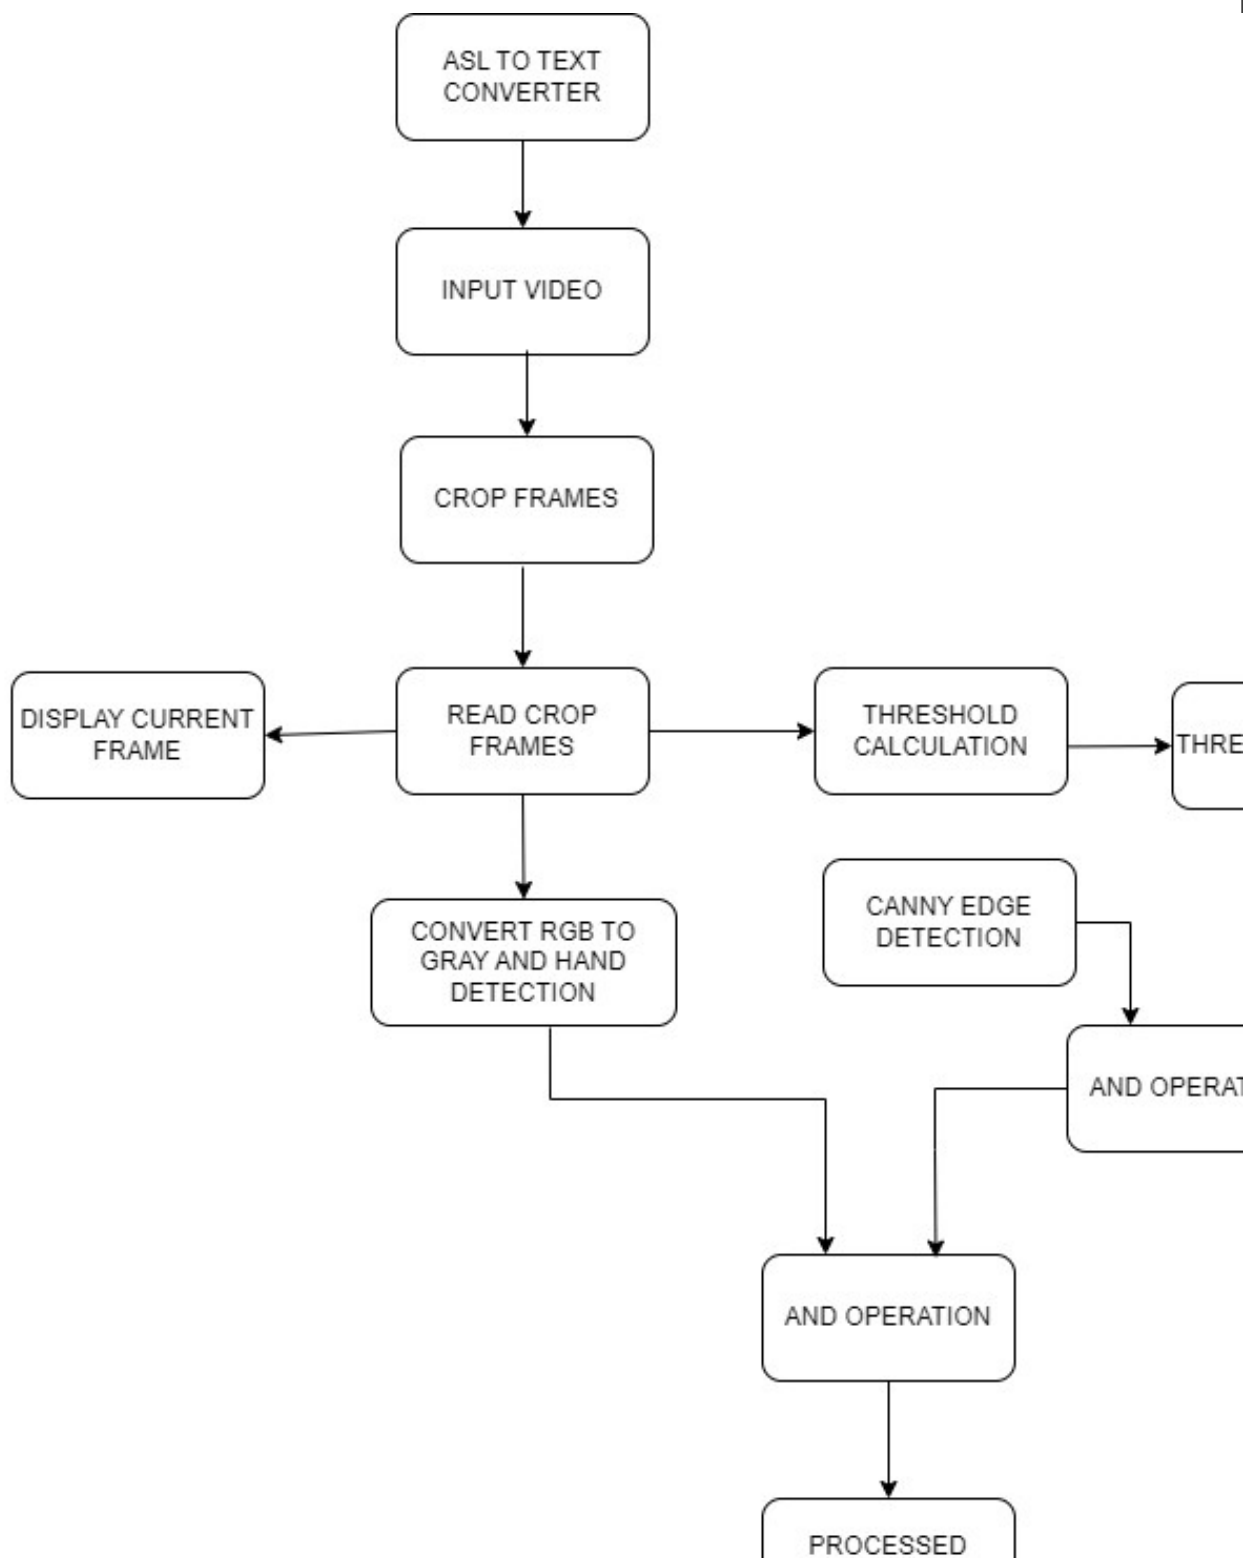 ASL TO TEXT
CONVERTER
INPUT VIDEO
CROP FRAMES
DISPLAY CURRENT
FRAME
READ CROP
FRAMES
THRESHOLD
CALCULATION
CONVERT RGB TO
GRAY AND HAND
DETECTION
CANNY EDGE
DETECTION
AND
AND OPERATION
PROCESSED